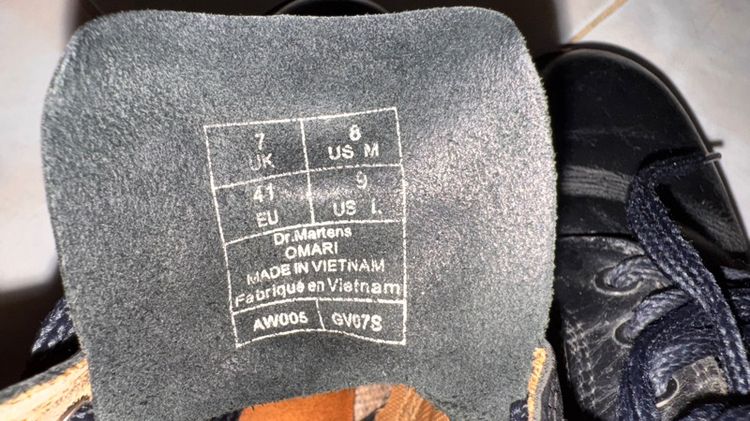 7 8
UK US M
41 9
EU US L
Dr.Martens
OMARI
MADE IN VIETNAM
Fabriqué en Vietnam
AW005 GV07S